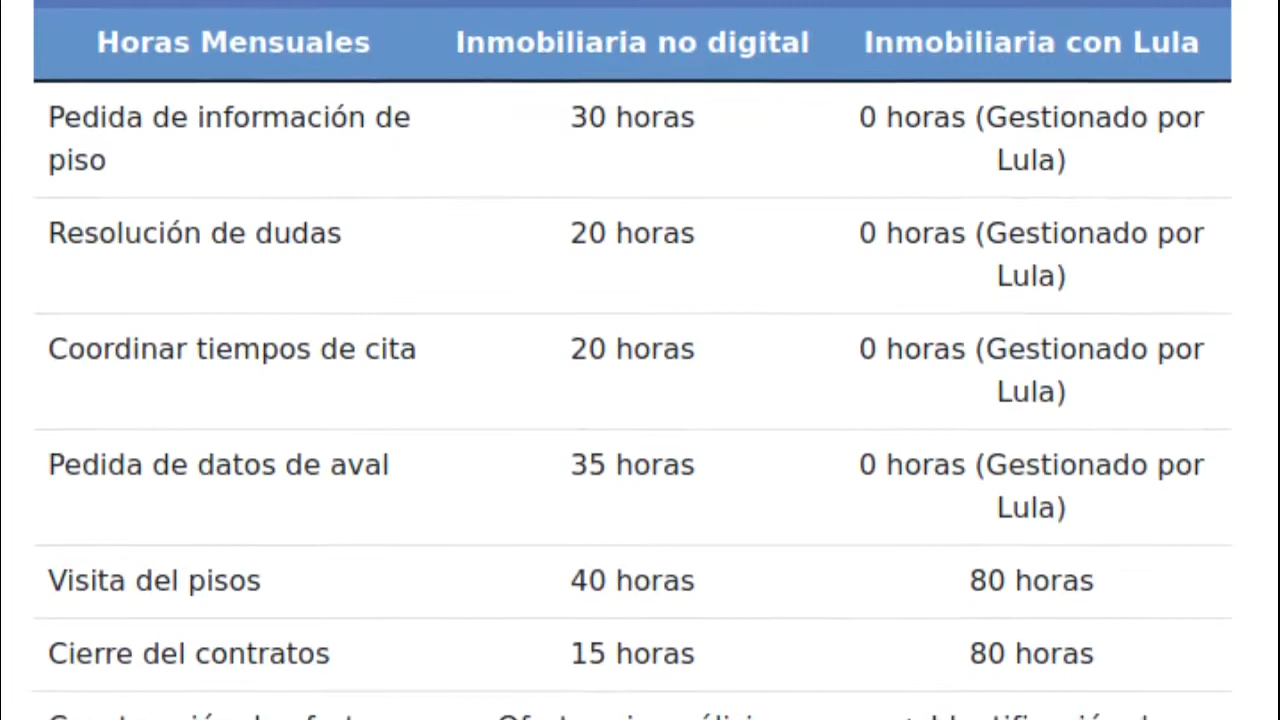 Horas Mensuales Inmobiliaria no digital Inmobiliaria con Lula
Pedida de información de 30 horas 0 horas (Gestionado por
piso Lula)
Resolución de dudas 20 horas 0 horas (Gestionado por
Lula)
Coordinar tiempos de cita 20 horas 0 horas (Gestionado por
Lula)
Pedida de datos de aval 35 horas 0 horas (Gestionado por
Lula)
Visita del pisos 40 horas 80 horas
Cierre del contratos 15 horas 80 horas